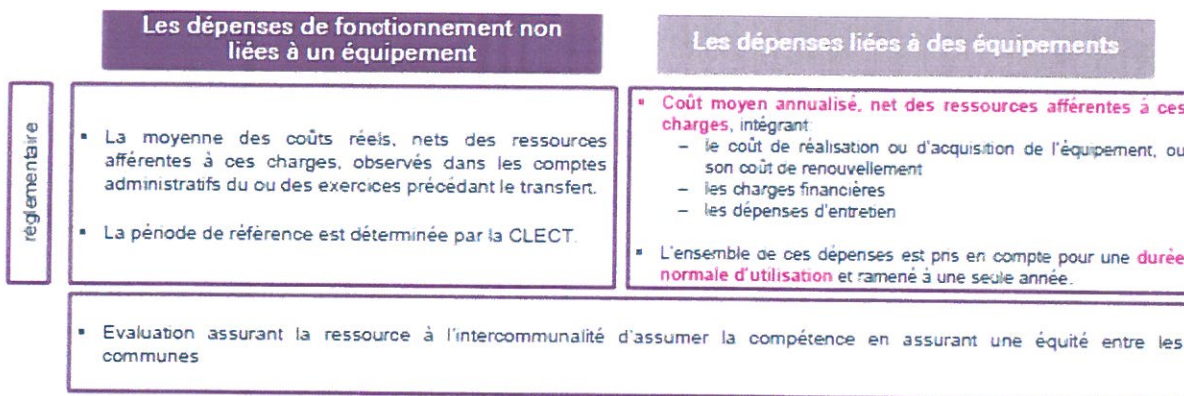 Les dépenses de fonctionnement non
liées à un équipement
Les dépenses liées à des équipements
réglementaire
▪ La moyenne des coûts réels, nets des ressources
afférentes à ces charges, observés dans les comptes
administratifs du ou des exercices précédant le transfert.
▪ La période de référence est déterminée par la CLECT.
▪ Coût moyen annualisé, net des ressources afférentes à ces
charges, intégrant
– le coût de réalisation ou d'acquisition de l'équipement, ou
son coût de renouvellement
– les charges financières
– les dépenses d'entretien
▪ L'ensemble de ces dépenses est pris en compte pour une durée
normale d'utilisation et ramené à une seule année.
▪ Evaluation assurant la ressource à l'intercommunalité d'assumer la compétence en assurant une équité entre les
communes